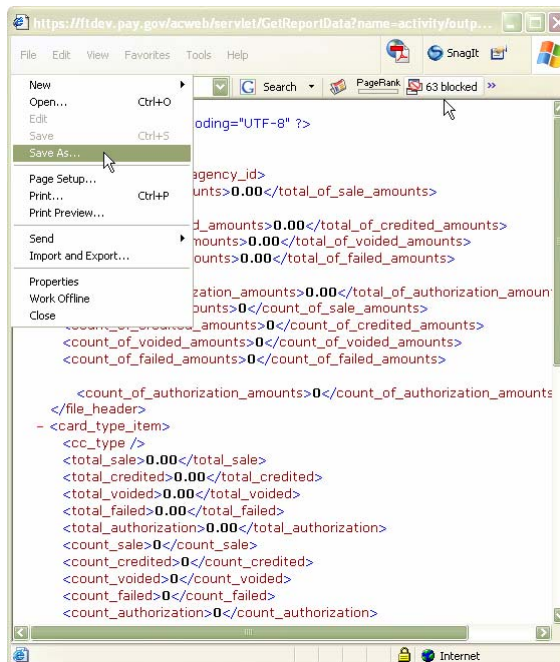 https://ftdev.pay.gov/acweb/servlet/GetReportData?name=activity/outp...
File Edit View Favorites Tools Help SnagIt
Search PageRank 63 blocked »
New
Open... Ctrl+O
Edit
Save Ctrl+S
Save As...
Page Setup...
Print... Ctrl+P
Print Preview...
Send
Import and Export...
Properties
Work Offline
Close
oding="UTF-8" ?>
agency_id>
unts>0.00</total_of_sale_amounts>
d_amounts>0.00</total_of_credited_amounts>
mounts>0.00</total_of_voided_amounts>
ounts>0.00</total_of_failed_amounts>
zation_amounts>0.00</total_of_authorization_amoun
ounts>0</count_of_sale_amounts>
<count_of_credited_amounts>0</count_of_credited_amounts>
<count_of_voided_amounts>0</count_of_voided_amounts>
<count_of_failed_amounts>0</count_of_failed_amounts>
<count_of_authorization_amounts>0</count_of_authorization_amounts
</file_header>
- <card_type_item>
<cc_type />
<total_sale>0.00</total_sale>
<total_credited>0.00</total_credited>
<total_voided>0.00</total_voided>
<total_failed>0.00</total_failed>
<total_authorization>0.00</total_authorization>
<count_sale>0</count_sale>
<count_credited>0</count_credited>
<count_voided>0</count_voided>
<count_failed>0</count_failed>
<count_authorization>0</count_authorization>
Internet